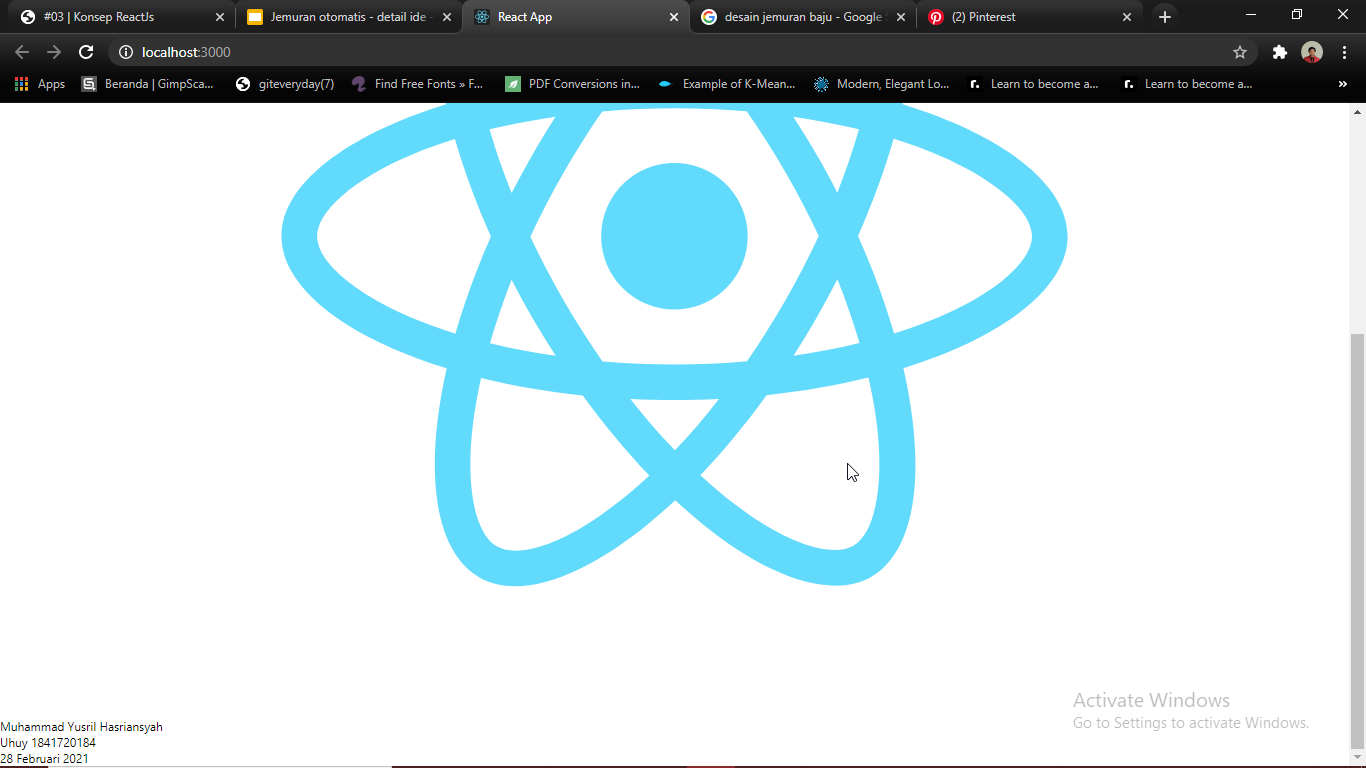 #03 | Konsep ReactJs
Jemuran otomatis - detail ide -
React App
desain jemuran baju - Google
(2) Pinterest
localhost:3000
Apps
Beranda | GimpSca...
giteveryday(7)
Find Free Fonts » F...
PDF Conversions in...
Example of K-Mean...
Modern, Elegant Lo...
Learn to become a...
Learn to become a...
Activate Windows
Go to Settings to activate Windows.
Muhammad Yusril Hasriansyah
Uhuy 1841720184
28 Februari 2021